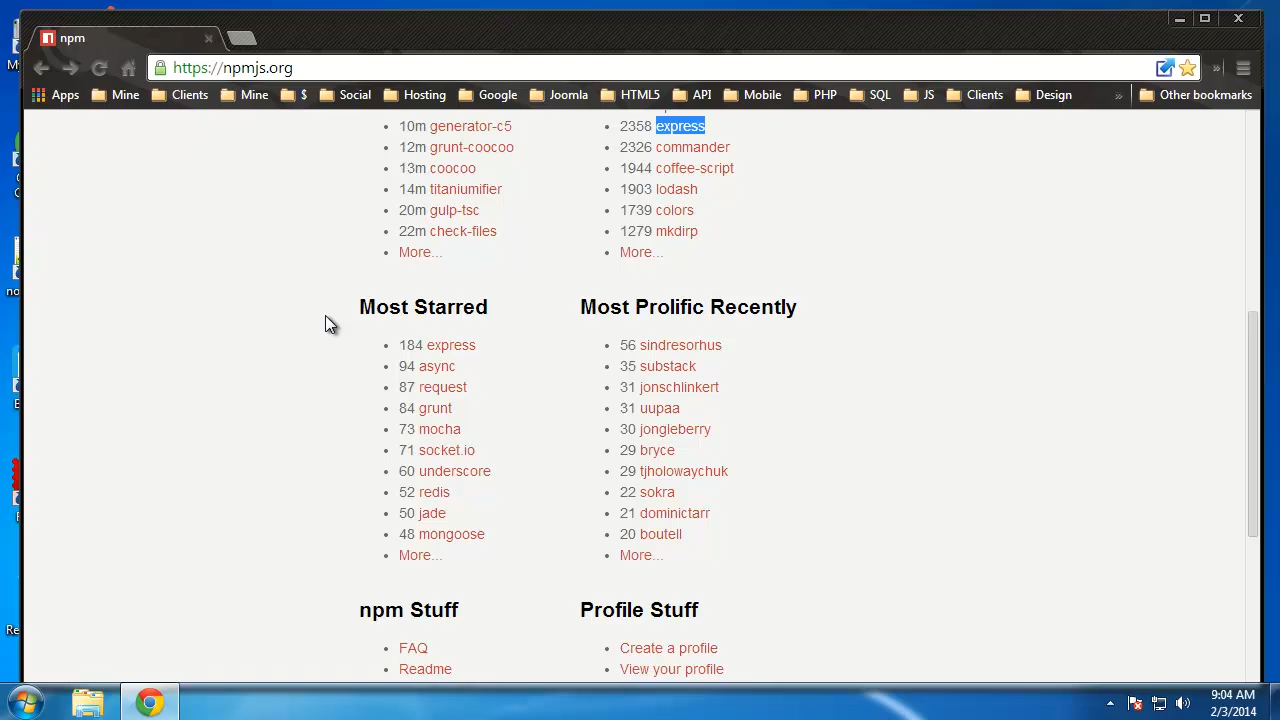 npm
https://npmjs.org
»
Apps Mine Clients Mine $ Social Hosting Google Joomla HTML5 API Mobile PHP SQL JS Clients Design » Other bookmarks
10m generator-c5
12m grunt-coocoo
13m coocoo
14m titaniumifier
20m gulp-tsc
22m check-files
More...
2358 express
2326 commander
1944 coffee-script
1903 lodash
1739 colors
1279 mkdirp
More...
Most Starred
184 express
94 async
87 request
84 grunt
73 mocha
71 socket.io
60 underscore
52 redis
50 jade
48 mongoose
More...
Most Prolific Recently
56 sindresorhus
35 substack
31 jonschlinkert
31 uupaa
30 jongleberry
29 bryce
29 tjholowaychuk
22 sokra
21 dominictarr
20 boutell
More...
npm Stuff
FAQ
Readme
Profile Stuff
Create a profile
View your profile
9:04 AM
2/3/2014